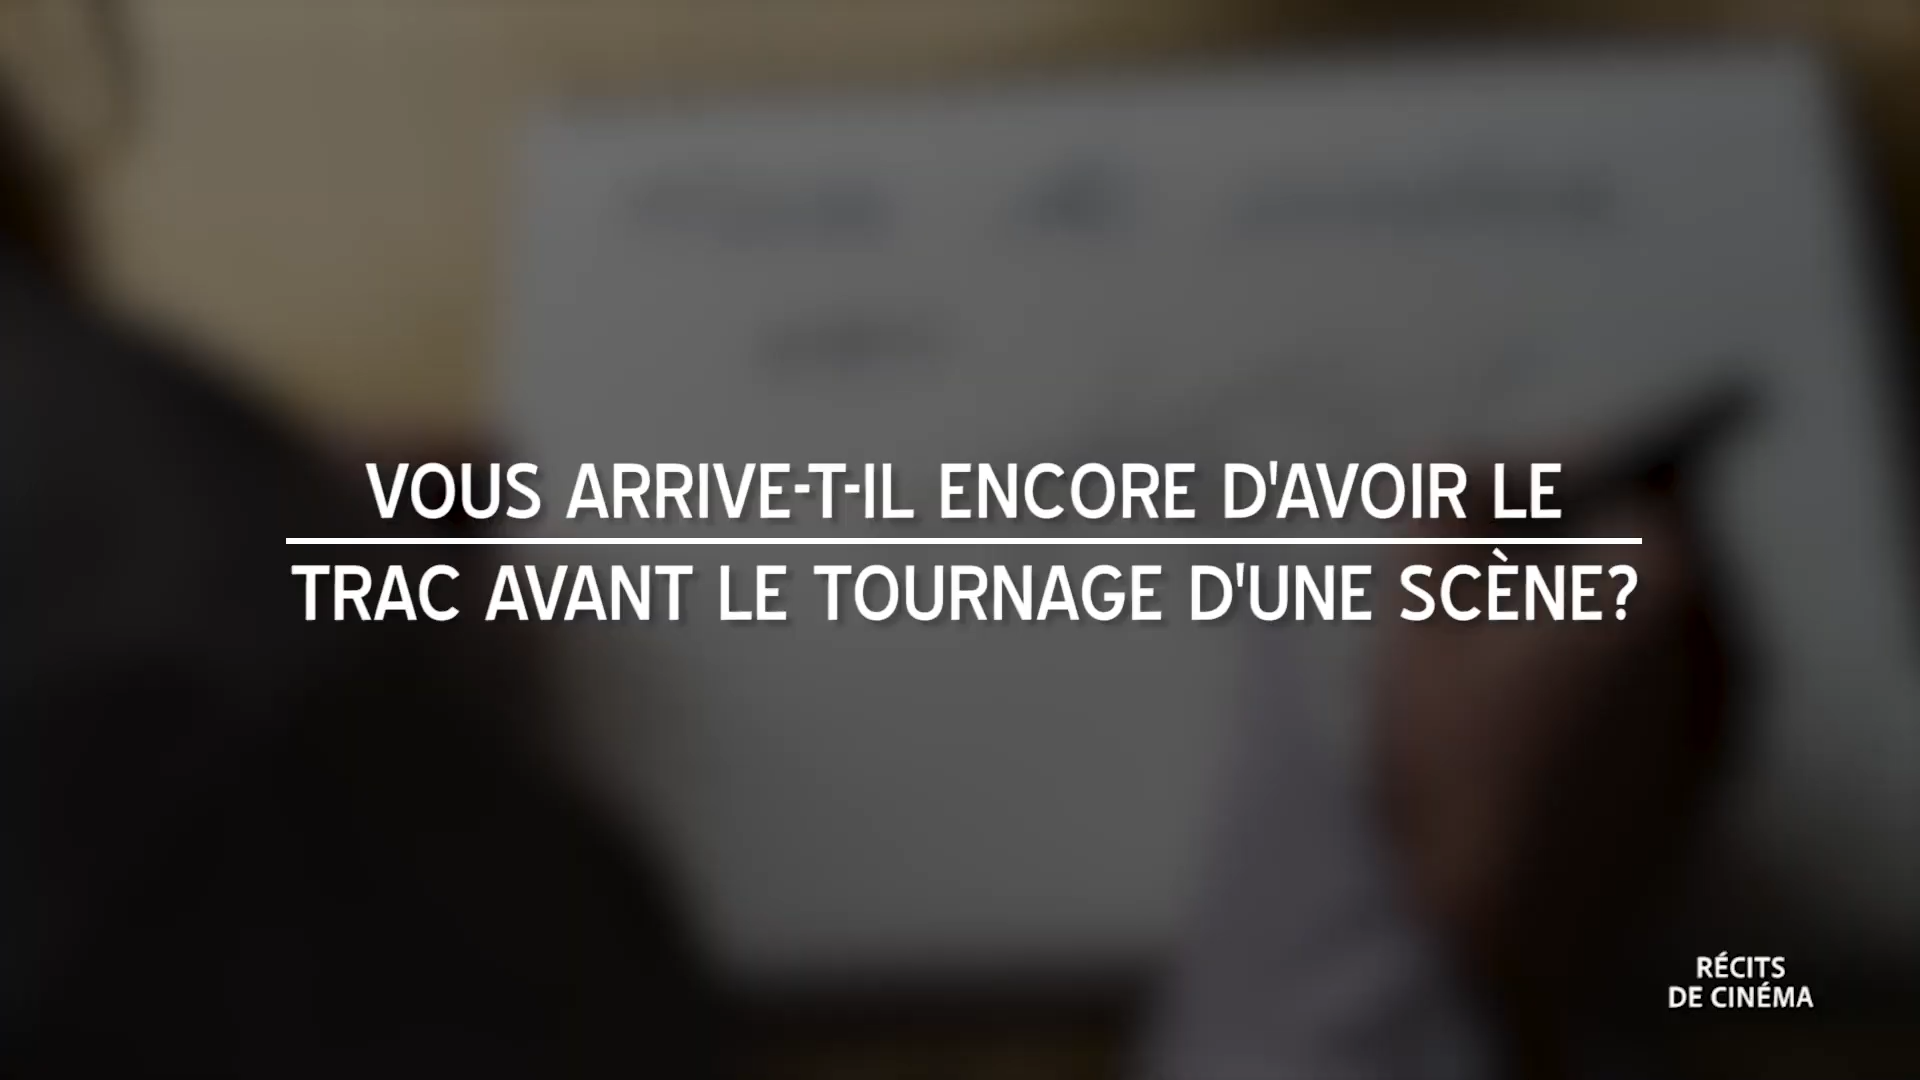 VOUS ARRIVE-T-IL ENCORE D'AVOIR LE
TRAC AVANT LE TOURNAGE D'UNE SCÈNE?
RÉCITS
DE CINÉMA